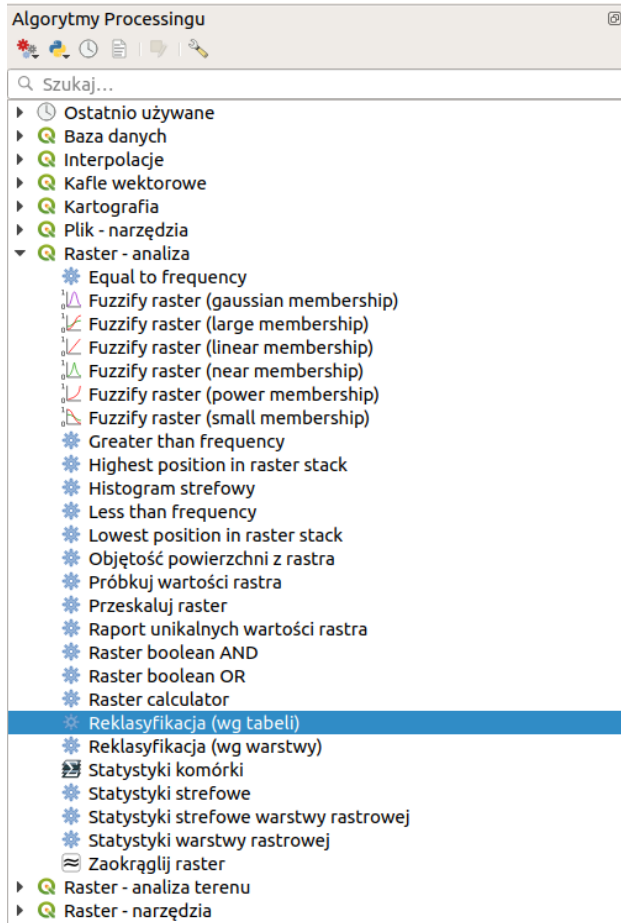 Algorytmy Processingu
Szukaj...
Ostatnio używane
Baza danych
Interpolacje
Kafle wektorowe
Kartografia
Plik - narzędzia
Raster - analiza
Equal to frequency
Fuzzify raster (gaussian membership)
Fuzzify raster (large membership)
Fuzzify raster (linear membership)
Fuzzify raster (near membership)
Fuzzify raster (power membership)
Fuzzify raster (small membership)
Greater than frequency
Highest position in raster stack
Histogram strefowy
Less than frequency
Lowest position in raster stack
Objętość powierzchni z rastra
Próbkuj wartości rastra
Przeskaluj raster
Raport unikalnych wartości rastra
Raster boolean AND
Raster boolean OR
Raster calculator
Reklasyfikacja (wg tabeli)
Reklasyfikacja (wg warstwy)
Statystyki komórki
Statystyki strefowe
Statystyki strefowe warstwy rastrowej
Statystyki warstwy rastrowej
Zaokrąglij raster
Raster - analiza terenu
Raster - narzędzia